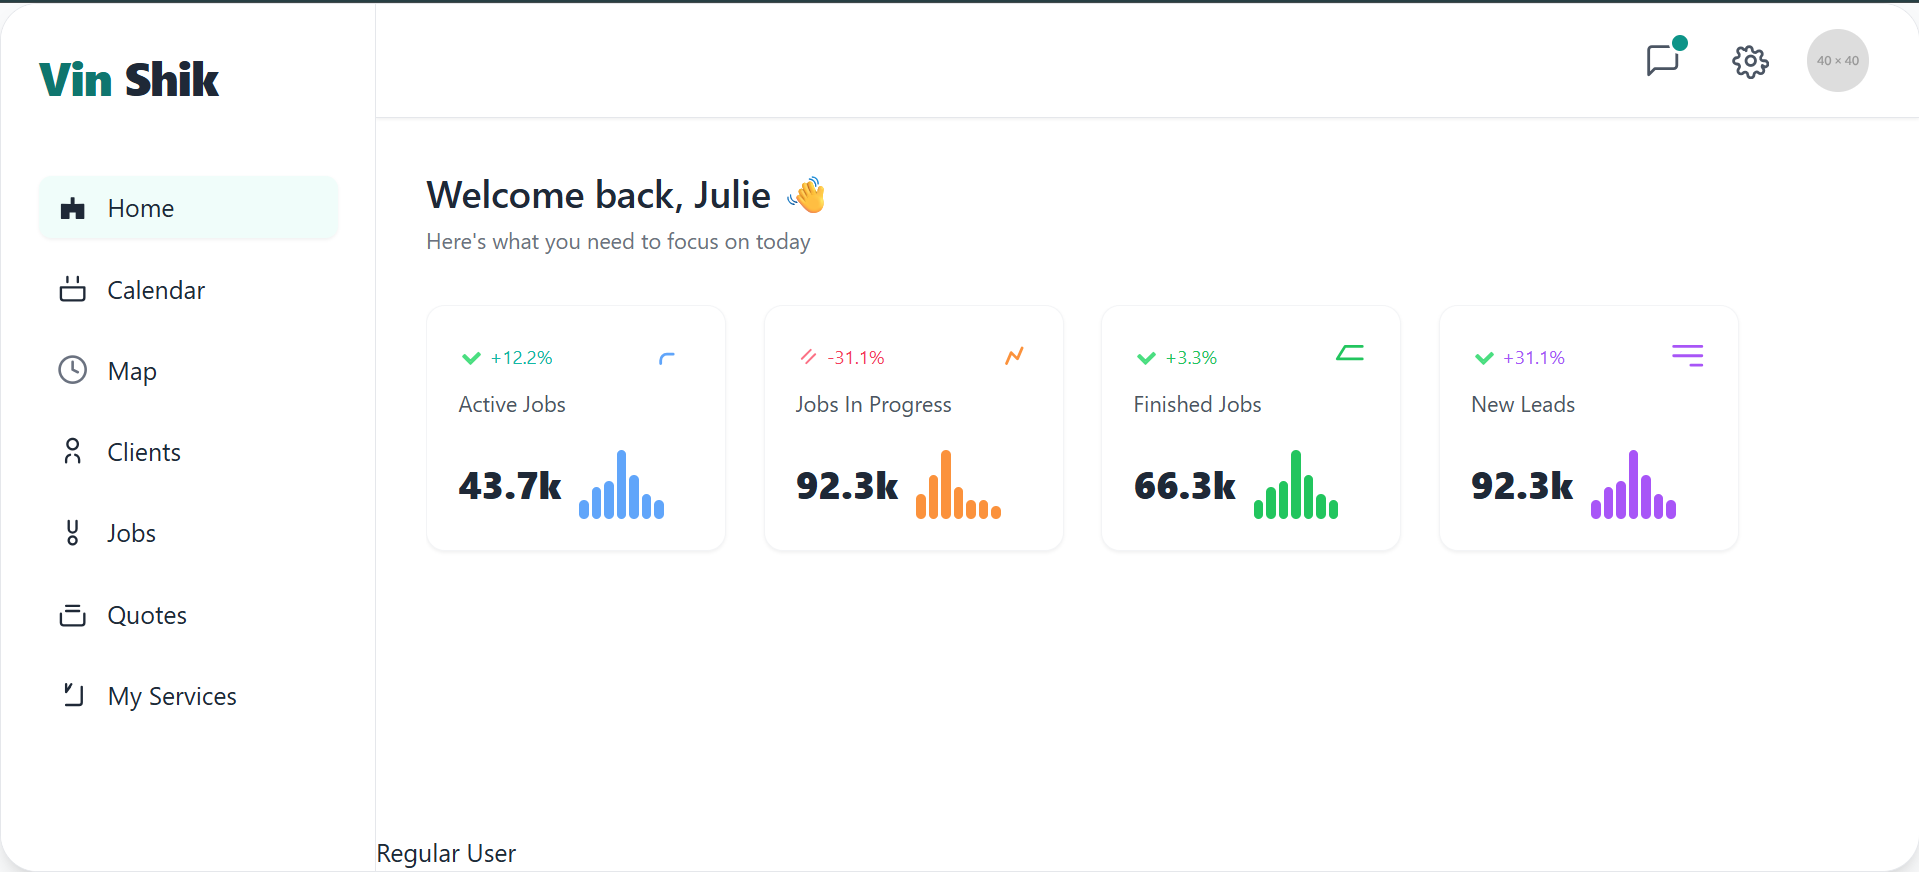 Vin Shik
40 × 40
Home
Calendar
Map
Clients
Jobs
Quotes
My Services
Welcome back, Julie 👋
Here's what you need to focus on today
+12.2%
Active Jobs
43.7k
-31.1%
Jobs In Progress
92.3k
+3.3%
Finished Jobs
66.3k
+31.1%
New Leads
92.3k
Regular User